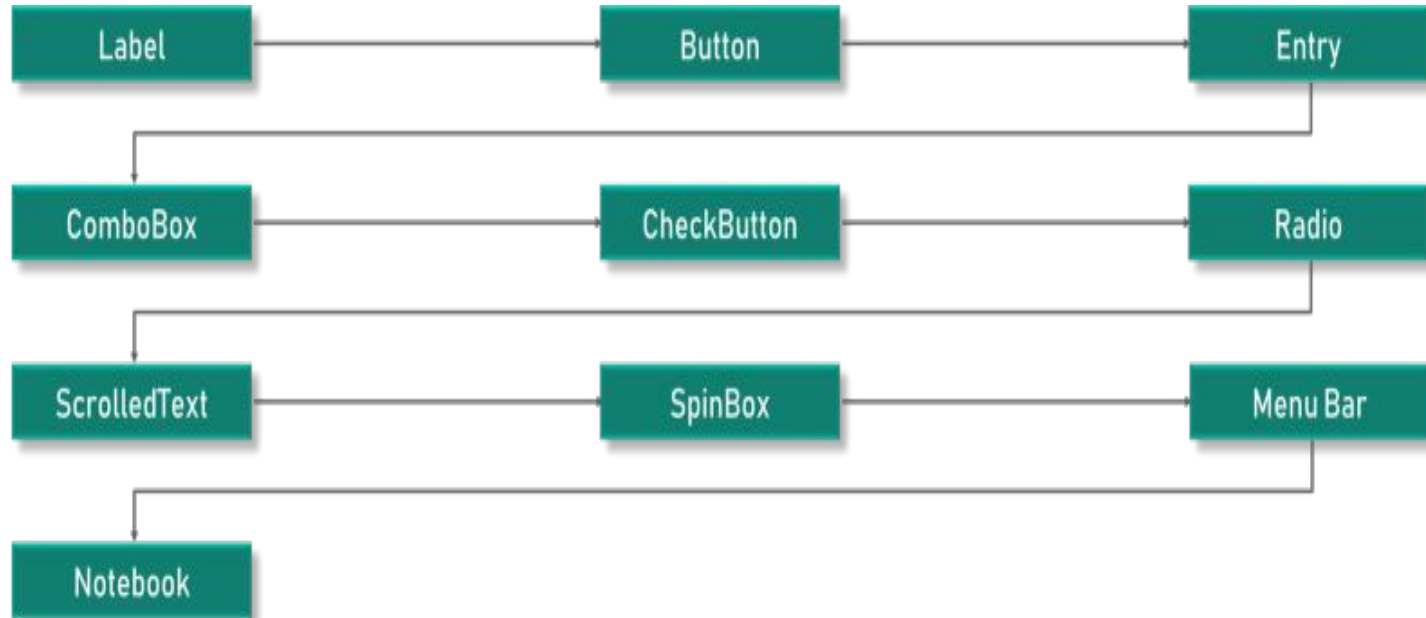 Label
Button
Entry
ComboBox
CheckButton
Radio
ScrolledText
SpinBox
Menu Bar
Notebook